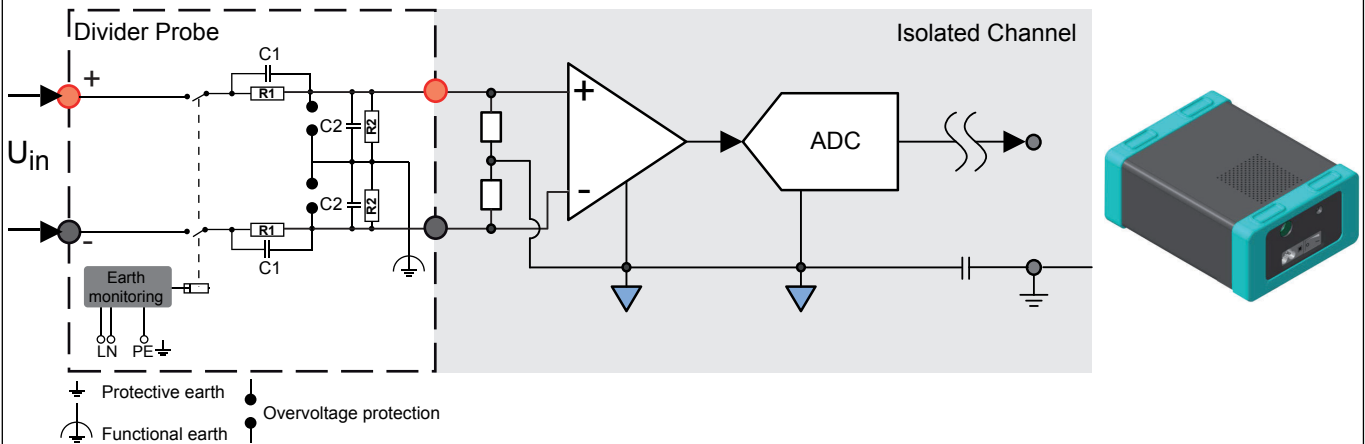 Divider Probe
Isolated Channel
C1
+
R1
+
C2
R2
ADC
Uin
C2
R2
-
-
R1
C1
Earth
monitoring
LN PE
Protective earth
Overvoltage protection
Functional earth